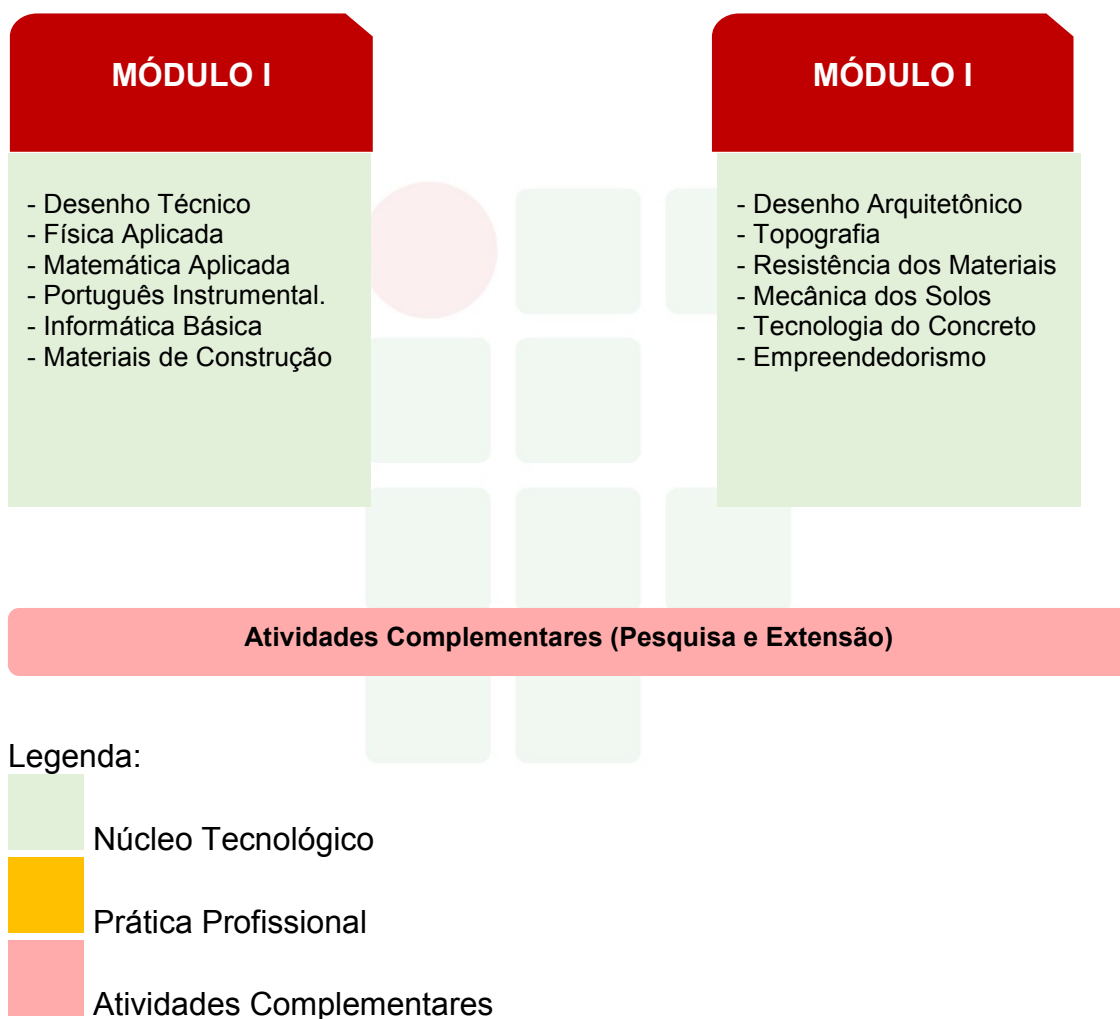 MÓDULO I
- Desenho Técnico
- Física Aplicada
- Matemática Aplicada
- Português Instrumental.
- Informática Básica
- Materiais de Construção
MÓDULO I
- Desenho Arquitetônico
- Topografia
- Resistência dos Materiais
- Mecânica dos Solos
- Tecnologia do Concreto
- Empreendedorismo
Atividades Complementares (Pesquisa e Extensão)
Legenda:
Núcleo Tecnológico
Prática Profissional
Atividades Complementares